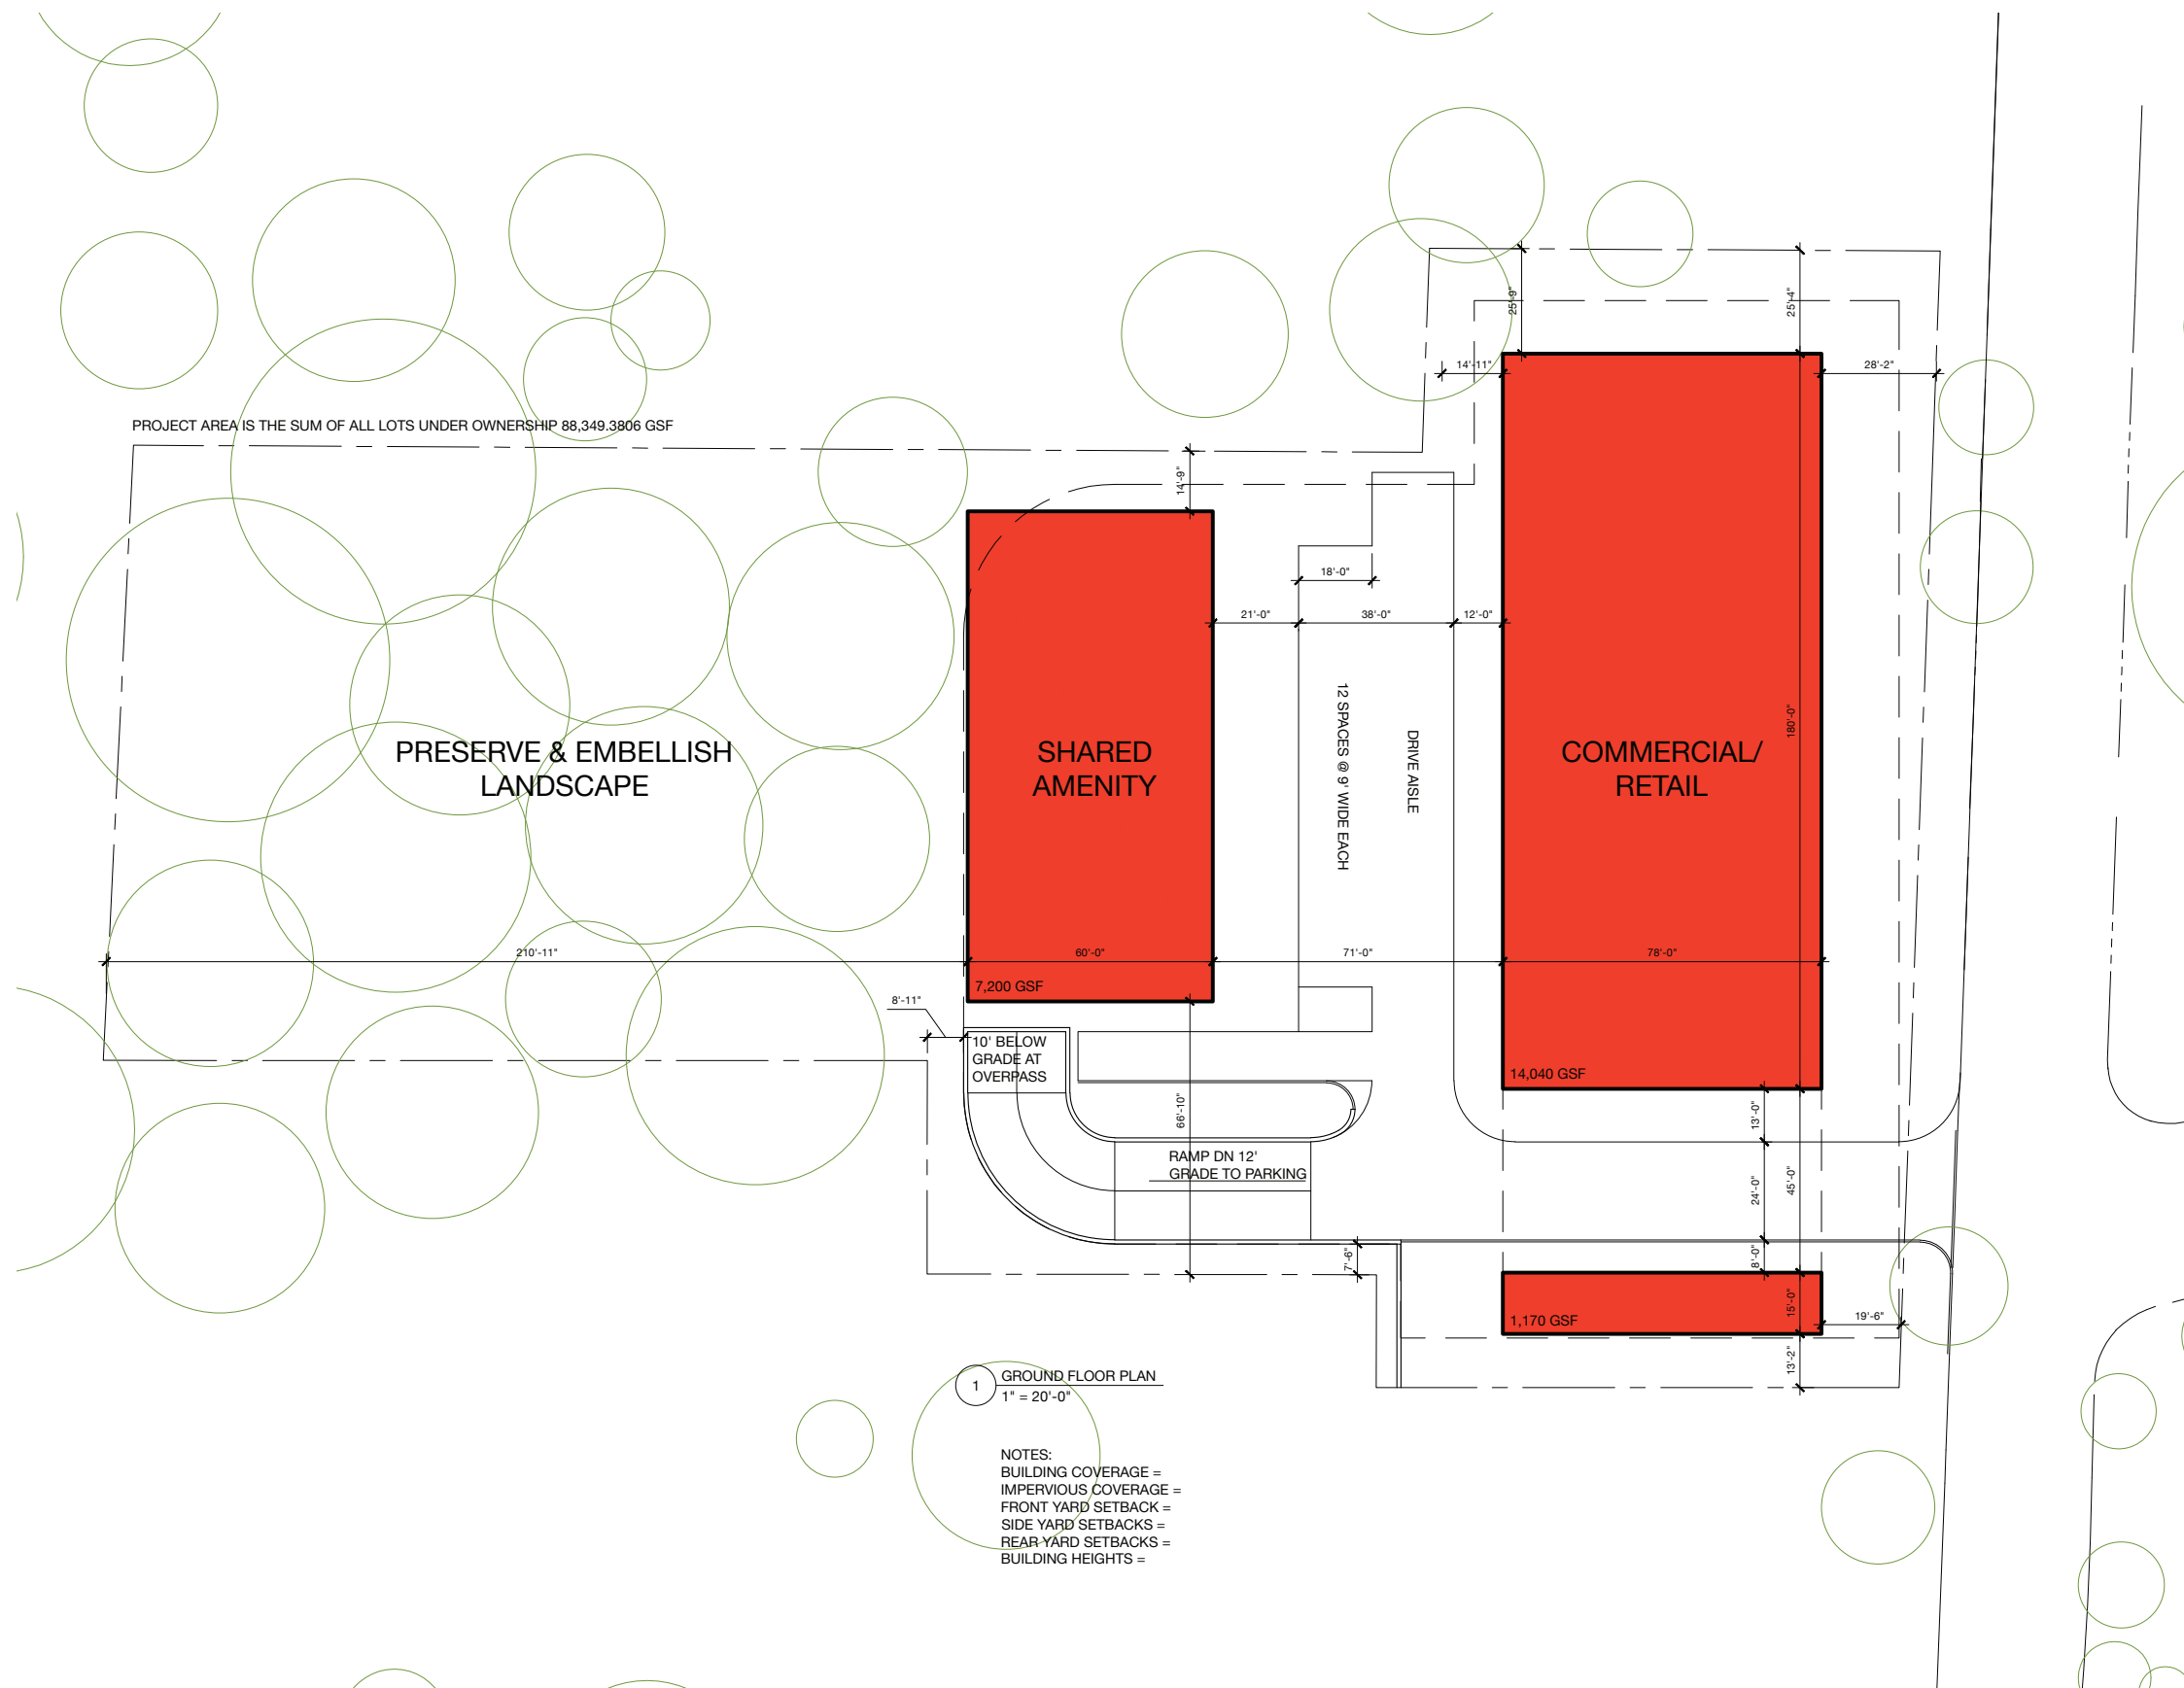 25'-9"
25'-4"
14'-11"
28'-2"
PROJECT AREA IS THE SUM OF ALL LOTS UNDER OWNERSHIP 88,349.3806 GSF
14'-9"
18'-0"
21'-0"
38'-0"
12'-0"
12 SPACES @ 9' WIDE EACH
DRIVE AISLE
180'-0"
PRESERVE & EMBELLISH
LANDSCAPE
SHARED
AMENITY
COMMERCIAL/
RETAIL
210'-11"
60'-0"
71'-0"
78'-0"
7,200 GSF
8'-11"
10' BELOW
GRADE AT
OVERPASS
14,040 GSF
66'-10"
13'-0"
RAMP DN 12'
GRADE TO PARKING
24'-0"
45'-0"
7'-6"
8'-0"
15'-0"
1,170 GSF
19'-6"
13'-2"
1
GROUND FLOOR PLAN
1" = 20'-0"
NOTES:
BUILDING COVERAGE =
IMPERVIOUS COVERAGE =
FRONT YARD SETBACK =
SIDE YARD SETBACKS =
REAR YARD SETBACKS =
BUILDING HEIGHTS =